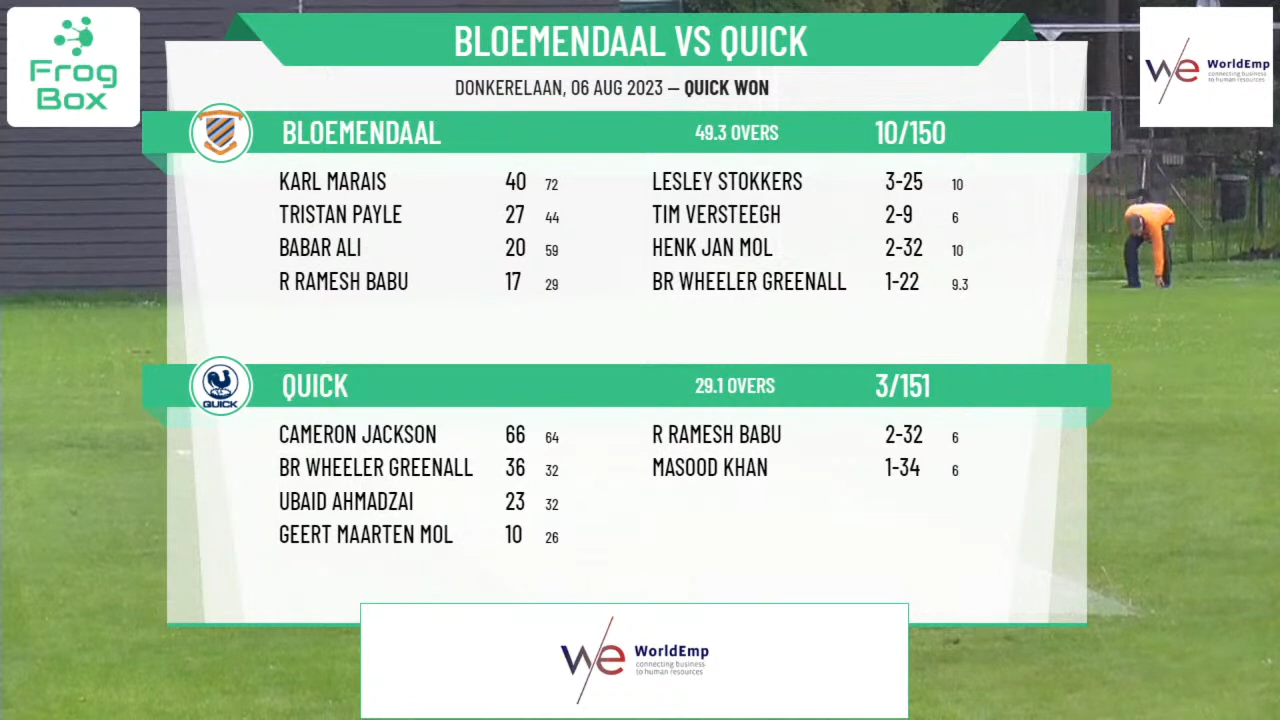 Frog
Box
BLOEMENDAAL VS QUICK
DONKERELAAN, 06 AUG 2023 – QUICK WON
WorldEmp
connecting business
to human resources
BLOEMENDAAL 49.3 OVERS 10/150
KARL MARAIS 40 72 LESLEY STOKKERS 3-25 10
TRISTAN PAYLE 27 44 TIM VERSTEEGH 2-9 6
BABAR ALI 20 59 HENK JAN MOL 2-32 10
R RAMESH BABU 17 29 BR WHEELER GREENALL 1-22 9.3
QUICK
QUICK 29.1 OVERS 3/151
CAMERON JACKSON 66 64 R RAMESH BABU 2-32 6
BR WHEELER GREENALL 36 32 MASOOD KHAN 1-34 6
UBAID AHMADZAI 23 32
GEERT MAARTEN MOL 10 26
we WorldEmp
connecting business
to human resources